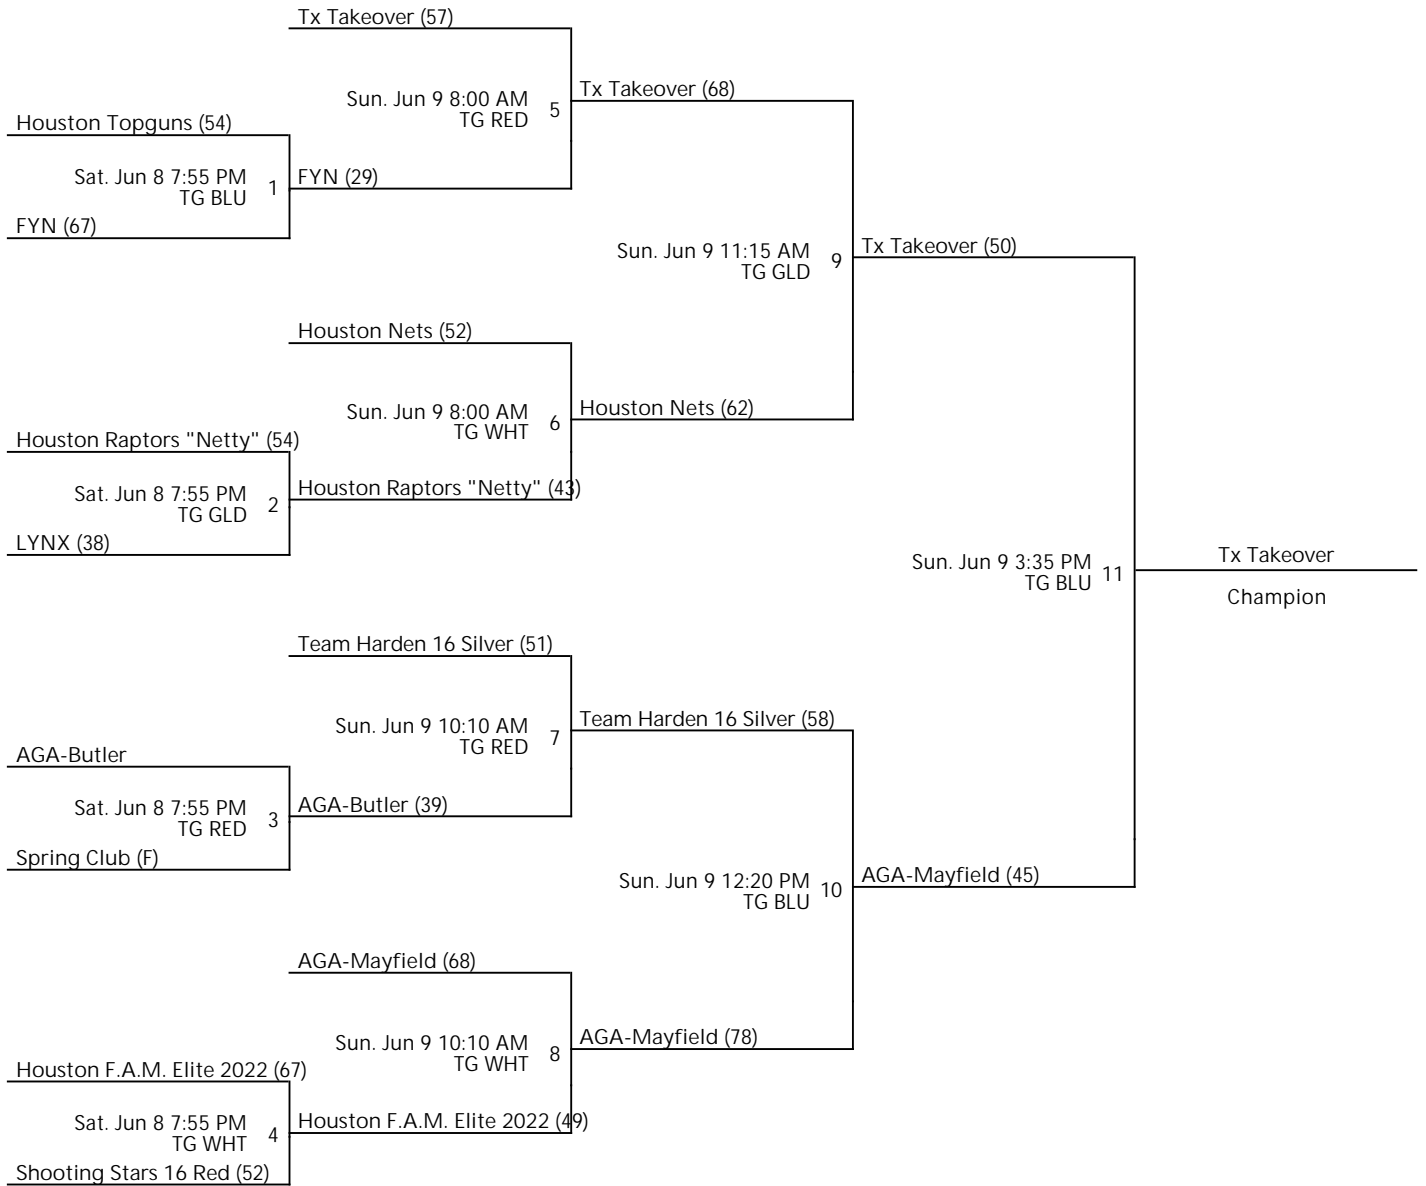 Tx Takeover (57)
Sun. Jun 9 8:00 AM
TG RED
5
Tx Takeover (68)
Houston Topguns (54)
Sat. Jun 8 7:55 PM
TG BLU
1
FYN (29)
FYN (67)
Sun. Jun 9 11:15 AM
TG GLD
9
Tx Takeover (50)
Houston Nets (52)
Sun. Jun 9 8:00 AM
TG WHT
6
Houston Nets (62)
Houston Raptors "Netty" (54)
Sat. Jun 8 7:55 PM
TG GLD
2
Houston Raptors "Netty" (43)
LYNX (38)
Sun. Jun 9 3:35 PM
TG BLU
11
Tx Takeover
Champion
Team Harden 16 Silver (51)
Sun. Jun 9 10:10 AM
TG RED
7
Team Harden 16 Silver (58)
AGA-Butler
Sat. Jun 8 7:55 PM
TG RED
3
AGA-Butler (39)
Spring Club (F)
Sun. Jun 9 12:20 PM
TG BLU
10
AGA-Mayfield (45)
AGA-Mayfield (68)
Sun. Jun 9 10:10 AM
TG WHT
8
AGA-Mayfield (78)
Houston F.A.M. Elite 2022 (67)
Sat. Jun 8 7:55 PM
TG WHT
4
Houston F.A.M. Elite 2022 (49)
Shooting Stars 16 Red (52)